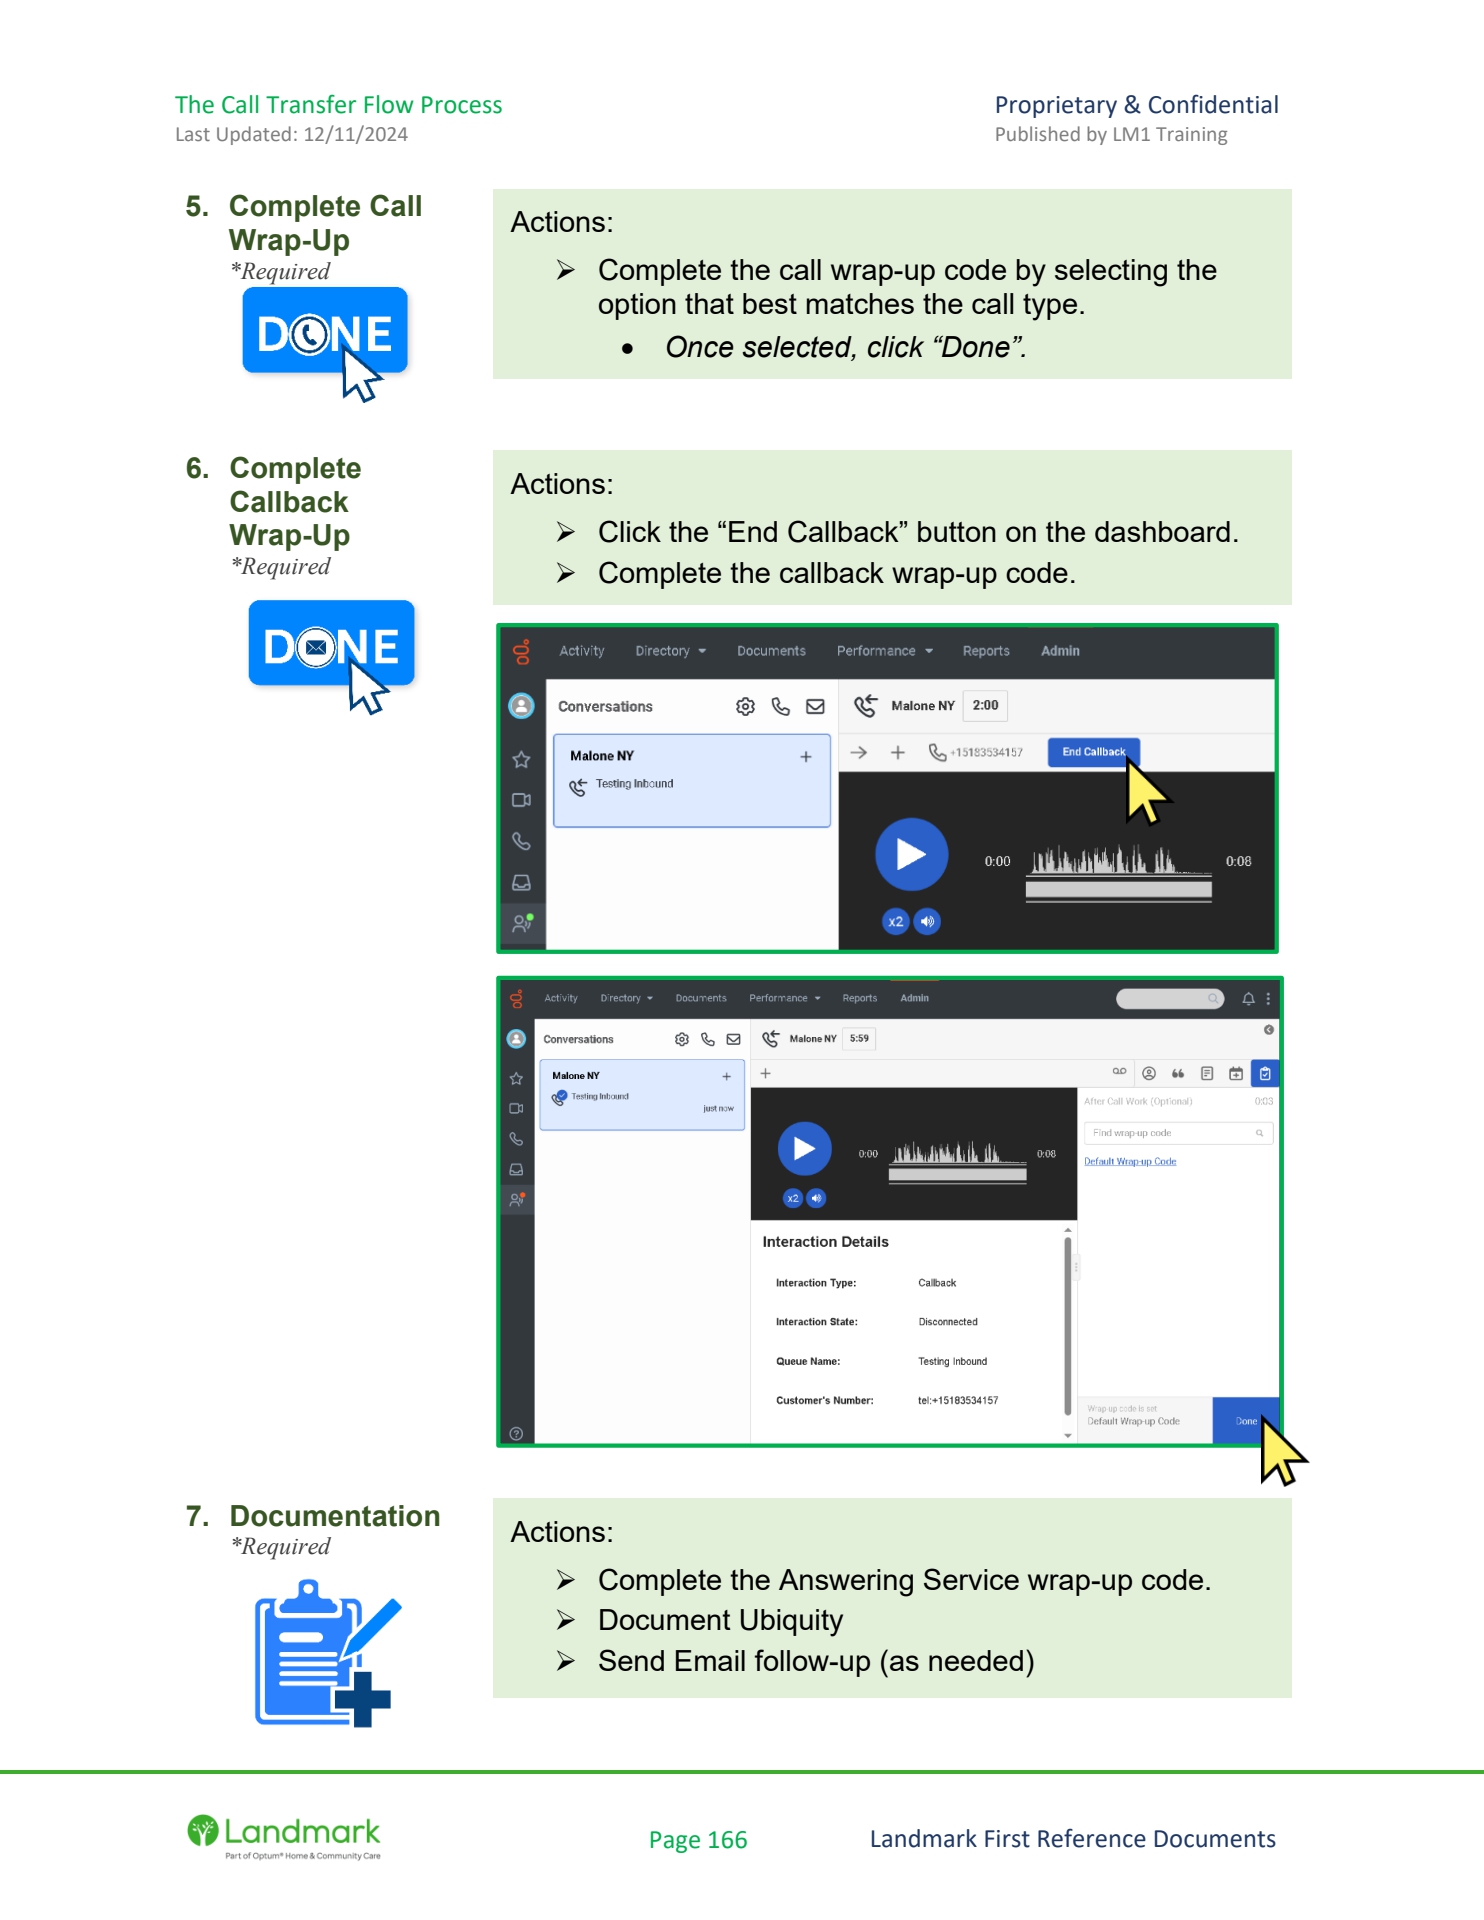 The Call Transfer Flow Process
Proprietary & Confidential
Last Updated: 12/11/2024
Published by LM1 Training
5. Complete Call
Wrap-Up
*Required
DONE
Actions:
➢ Complete the call wrap-up code by selecting the
option that best matches the call type.
• Once selected, click “Done”.
6. Complete
Callback
Wrap-Up
*Required
DONE
Actions:
➢ Click the “End Callback” button on the dashboard.
➢ Complete the callback wrap-up code.
Activity Directory Documents Performance Reports Admin
Conversations
Malone NY 2:00
Malone NY
Testing Inbound
+15183534157 End Callback
0:00 0:08
x2
Activity Directory Documents Performance Reports Admin
Conversations
Malone NY 5:59
Malone NY
Testing Inbound
just now
0:00 0:08
x2
After Call Work (Optional) 0:03
Find wrap-up code
Default Wrap-up Code
Interaction Details
Interaction Type: Callback
Interaction State: Disconnected
Queue Name: Testing Inbound
Customer's Number: tel:+15183534157
Wrap-up code is set
Default Wrap-up Code
Done
7. Documentation
*Required
Actions:
➢ Complete the Answering Service wrap-up code.
➢ Document Ubiquity
➢ Send Email follow-up (as needed)
Landmark
Part of Optum® Home & Community Care
Page 166
Landmark First Reference Documents